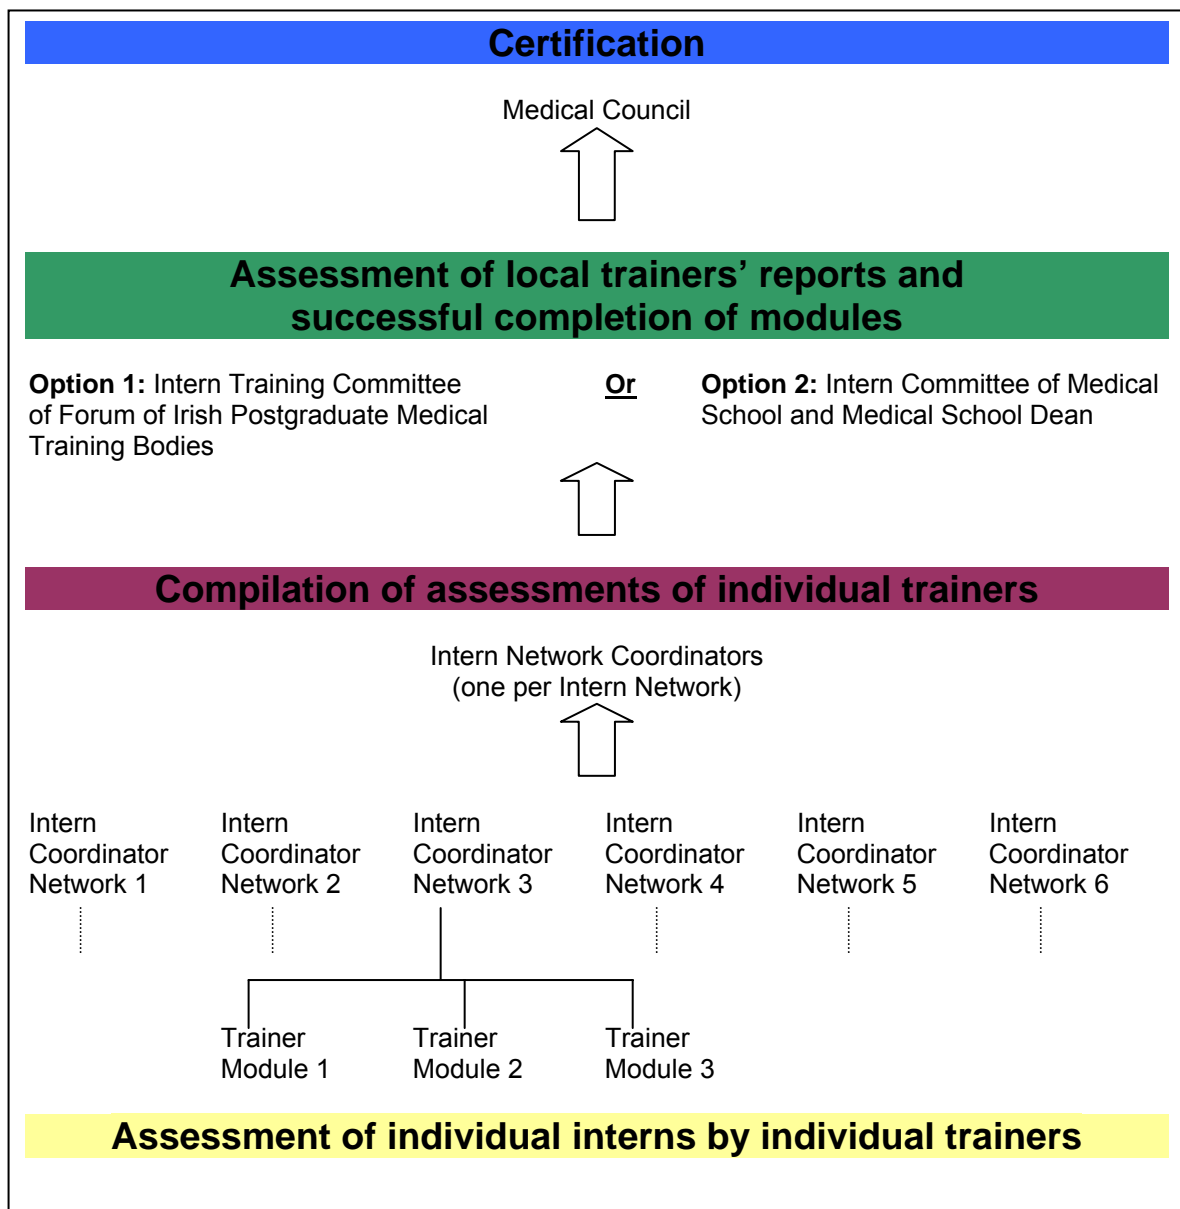 Certification
Medical Council
Assessment of local trainers’ reports and
successful completion of modules
Option 1: Intern Training Committee
of Forum of Irish Postgraduate Medical
Training Bodies
Or
Option 2: Intern Committee of Medical
School and Medical School Dean
Compilation of assessments of individual trainers
Intern Network Coordinators
(one per Intern Network)
Intern
Coordinator
Network 1
Intern
Coordinator
Network 2
Intern
Coordinator
Network 3
Intern
Coordinator
Network 4
Intern
Coordinator
Network 5
Intern
Coordinator
Network 6
Trainer
Module 1
Trainer
Module 2
Trainer
Module 3
Assessment of individual interns by individual trainers